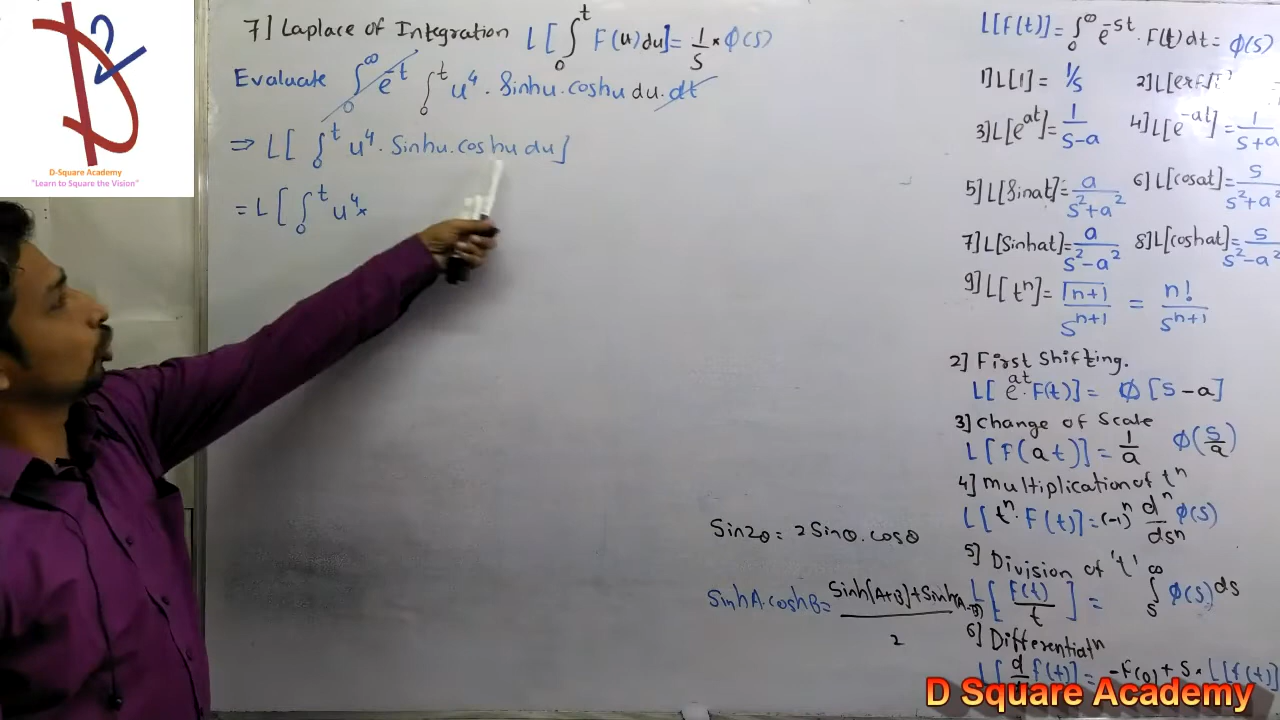 D-Square Academy
"Learn to Square the Vision"
7] Laplace of Integration L[∫₀ᵗ F(u) du] = 1/s * φ(s)
Evaluate ∫₀^∞ e^-t ∫₀ᵗ u⁴ · Sinhu · coshu du · dt
⇒ L[∫₀ᵗ u⁴ · Sinhu · coshu du]
= L[∫₀ᵗ u⁴ ×
Sin2θ = 2Sinθ · cosθ
SinhA · coshB = Sinh[A+B] + Sinh(A-B) / 2
L[f(t)] = ∫₀^∞ e^-st · F(t) dt = φ(s)
1] L[1] = 1/s
3] L[e^at] = 1/(s-a) 4] L[e^-at] = 1/(s+a)
5] L[Sinat] = a/(s²+a²) 6] L[cosat] = s/(s²+a²)
7] L[Sinhat] = a/(s²-a²) 8] L[coshat] = s/(s²-a²)
9] L[tⁿ] = Γ(n+1)/s^(n+1) = n!/s^(n+1)
2] First Shifting.
L[e^at · F(t)] = φ[s-a]
3] Change of Scale
L[F(at)] = 1/a φ(s/a)
4] Multiplication of tⁿ
L[tⁿ · F(t)] = (-1)ⁿ dⁿ/dsⁿ φ(s)
5] Division of 't'
L[F(t)/t] = ∫ₛ^∞ φ(s) ds
6] Differentiatⁿ
= -F(0) + s * L[f(t)]
D Square Academy